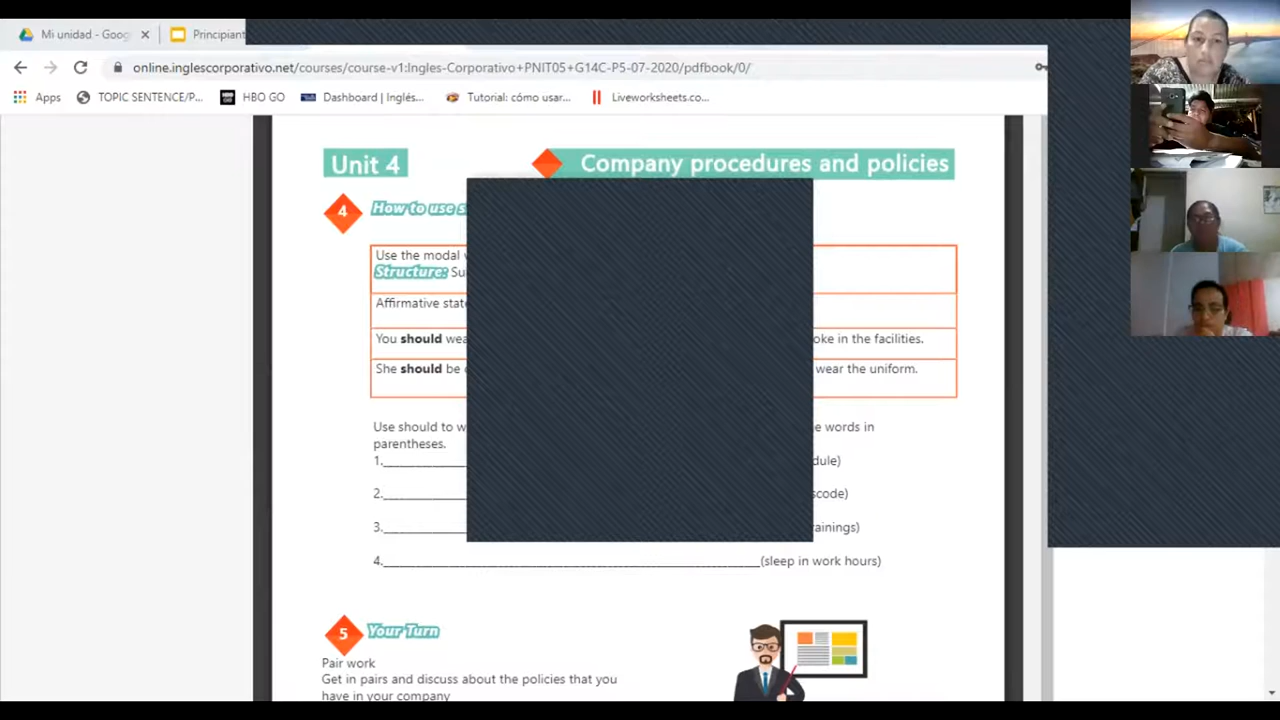 Mi unidad - Goog
Principiant
online.inglescorporativo.net/courses/course-v1:Ingles-Corporativo+PNIT05+G14C-P5-07-2020/pdfbook/0/
Apps TOPIC SENTENCE/P... HBO GO Dashboard | Inglés... Tutorial: cómo usar... Liveworksheets.co...
Unit 4
Company procedures and policies
4 How to use s
Use the modal
Structure: Su
Affirmative state
You should wea
oke in the facilities.
She should be
wear the uniform.
Use should to w
e words in
parentheses.
1. dule)
2. scode)
3. rainings)
4. (sleep in work hours)
5 Your Turn
Pair work
Get in pairs and discuss about the policies that you
have in your company